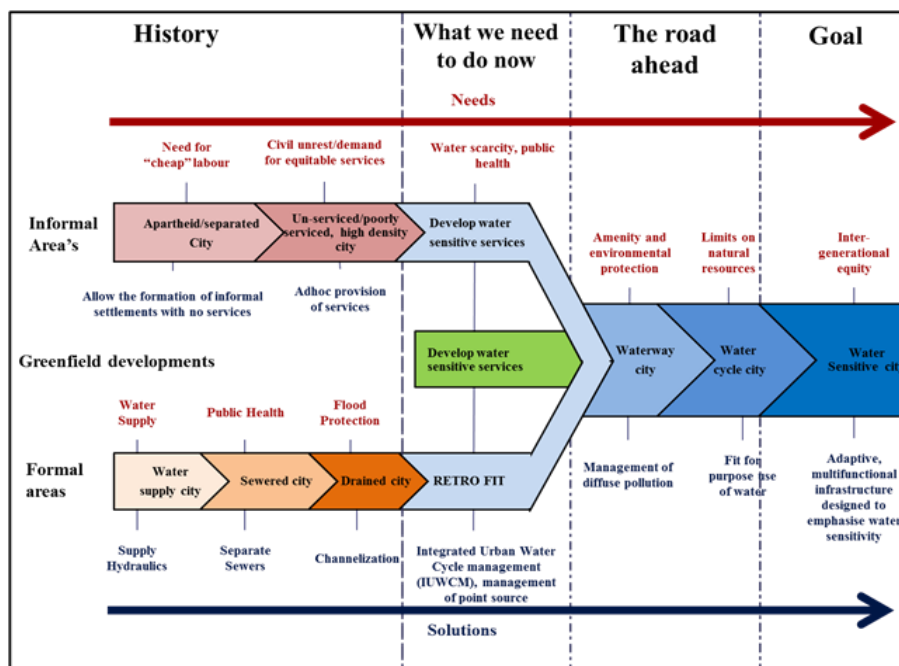 History
What we need
to do now
The road
ahead
Goal
Needs
Need for
“cheap” labour
Civil unrest/demand
for equitable services
Water scarcity, public
health
Informal
Area's
Apartheid/separated
City
Un-serviced/poorly
serviced, high density
city
Develop water
sensitive services
Amenity and
environmental
protection
Limits on
natural
resources
Inter-
generational
equity
Allow the formation of informal
settlements with no services
Adhoc provision
of services
Greenfield developments
Develop water
sensitive services
Waterway
city
Water
cycle city
Water
Sensitive city
Water
Supply
Public Health
Flood
Protection
Formal
areas
Water
supply city
Sewered city
Drained city
RETRO FIT
Management of
diffuse pollution
Fit for
purpose use
of water
Adaptive,
multifunctional
infrastructure
designed to
emphasise water
sensitivity
Supply
Hydraulics
Separate
Sewers
Channelization
Integrated Urban Water
Cycle management
(IUWCM), management
of point source
Solutions